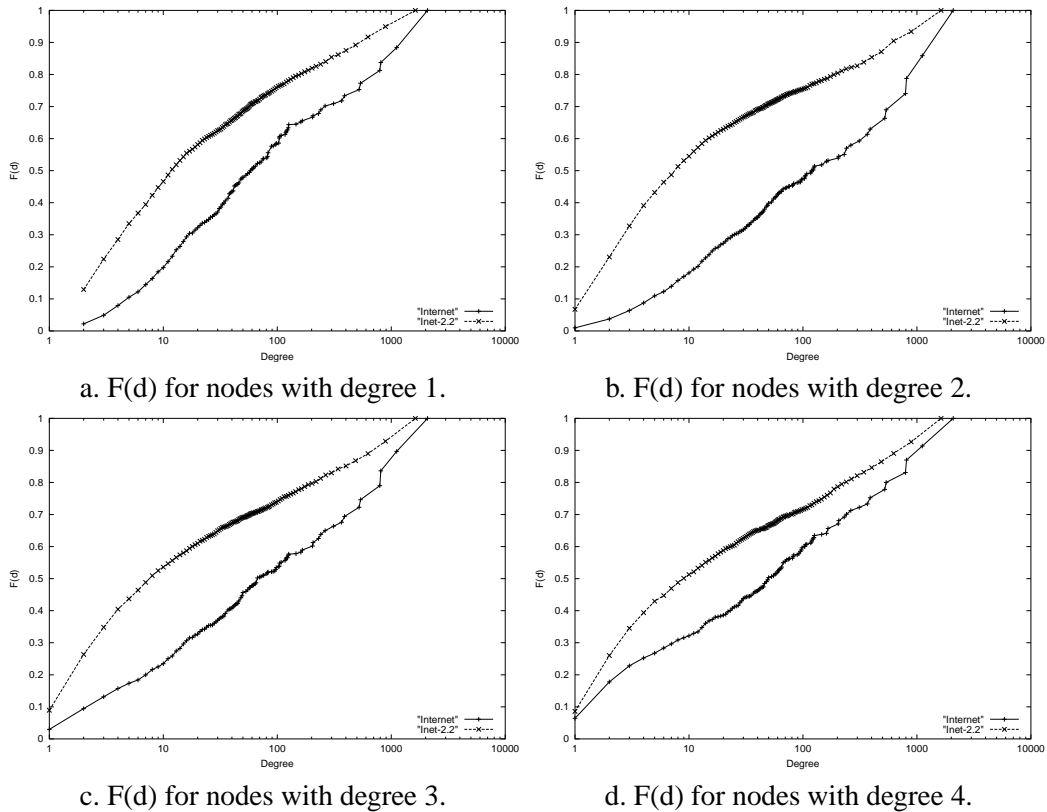 1
0.9
0.8
0.7
0.6
0.5
0.4
0.3
0.2
0.1
0
F(d)
1 10 100 1000 10000
Degree
"Internet"
"Inet-2.2"
a. F(d) for nodes with degree 1.
1
0.9
0.8
0.7
0.6
0.5
0.4
0.3
0.2
0.1
0
F(d)
1 10 100 1000 10000
Degree
"Internet"
"Inet-2.2"
b. F(d) for nodes with degree 2.
1
0.9
0.8
0.7
0.6
0.5
0.4
0.3
0.2
0.1
0
F(d)
1 10 100 1000 10000
Degree
"Internet"
"Inet-2.2"
c. F(d) for nodes with degree 3.
1
0.9
0.8
0.7
0.6
0.5
0.4
0.3
0.2
0.1
0
F(d)
1 10 100 1000 10000
Degree
"Internet"
"Inet-2.2"
d. F(d) for nodes with degree 4.